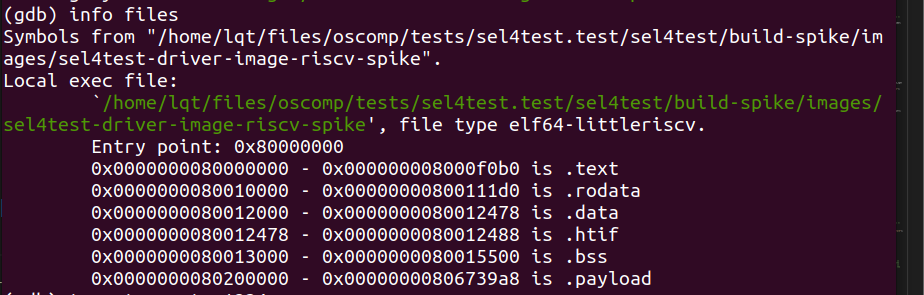 (gdb) info files
Symbols from "/home/lqt/files/oscomp/tests/sel4test.test/sel4test/build-spike/im
ages/sel4test-driver-image-riscv-spike".
Local exec file:
`/home/lqt/files/oscomp/tests/sel4test.test/sel4test/build-spike/images/
sel4test-driver-image-riscv-spike', file type elf64-littleriscv.
Entry point: 0x80000000
0x0000000080000000 - 0x000000008000f0b0 is .text
0x0000000080010000 - 0x00000000800111d0 is .rodata
0x0000000080012000 - 0x0000000080012478 is .data
0x0000000080012478 - 0x0000000080012488 is .htif
0x0000000080013000 - 0x0000000080015500 is .bss
0x0000000080200000 - 0x00000000806739a8 is .payload